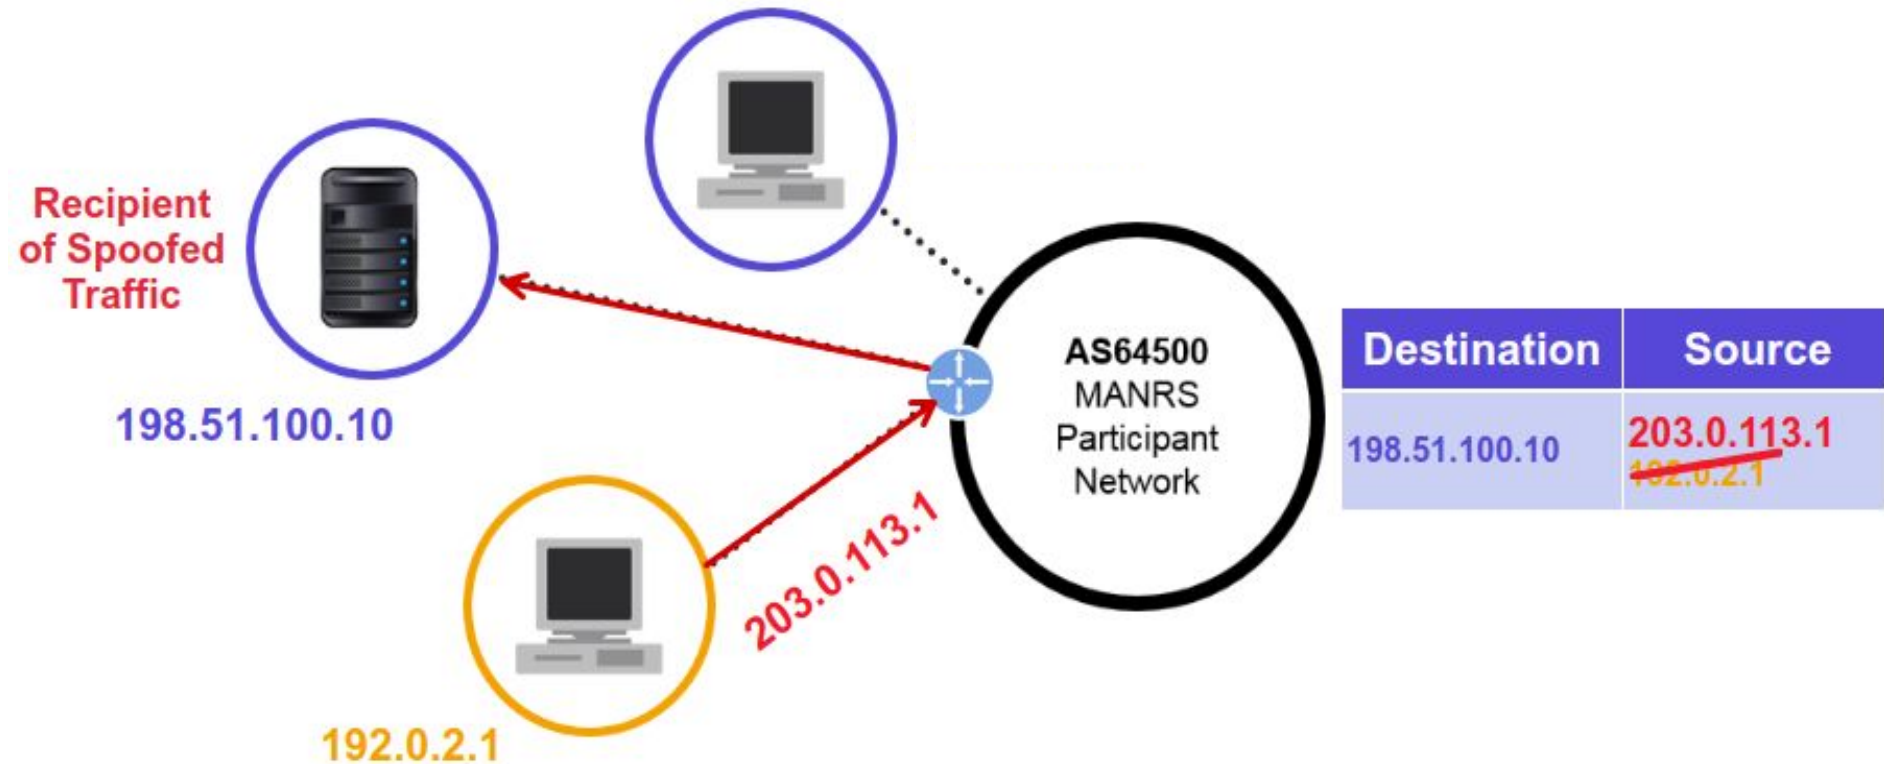 Recipient
of Spoofed
Traffic
198.51.100.10
192.0.2.1
203.0.113.1
AS64500
MANRS
Participant
Network
Destination Source
198.51.100.10 203.0.113.1
192.0.2.1